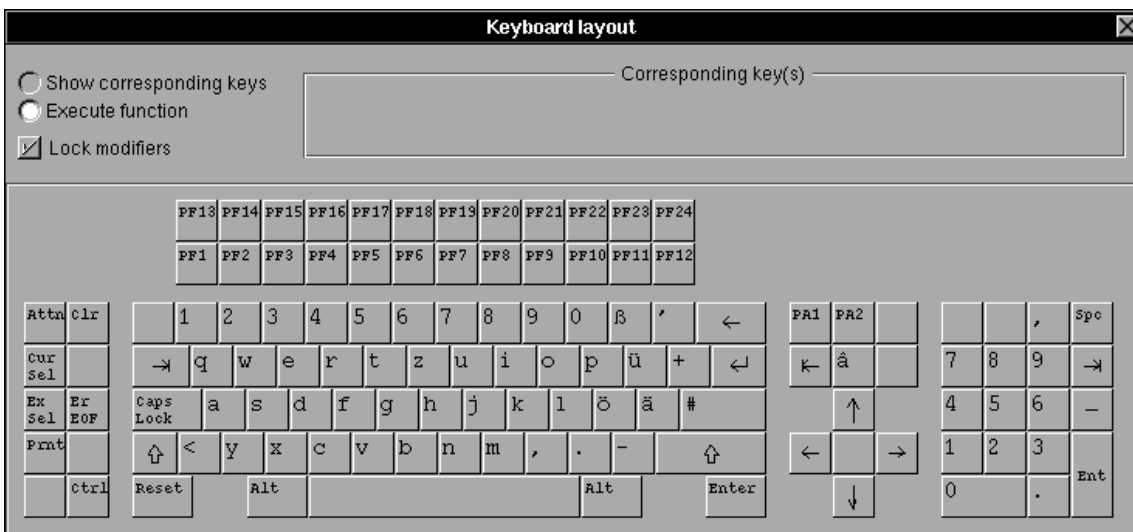 Keyboard layout
Show corresponding keys
Corresponding key(s)
Execute function
Lock modifiers
PF13 PF14 PF15 PF16 PF17 PF18 PF19 PF20 PF21 PF22 PF23 PF24
PF1 PF2 PF3 PF4 PF5 PF6 PF7 PF8 PF9 PF10 PF11 PF12
Attn Clr 1 2 3 4 5 6 7 8 9 0 ß ' ← PA1 PA2 , Spc
Cur Sel ⇥ q w e r t z u i o p ü + ↵ ⇤ â 7 8 9 ⇥
Ex Sel Er EOF Caps Lock a s d f g h j k l ö ä # ↑ 4 5 6 –
Prnt ⇧ < y x c v b n m , . - ⇧ ← → 1 2 3 Ent
Ctrl Reset Alt Alt Enter ↓ 0 .